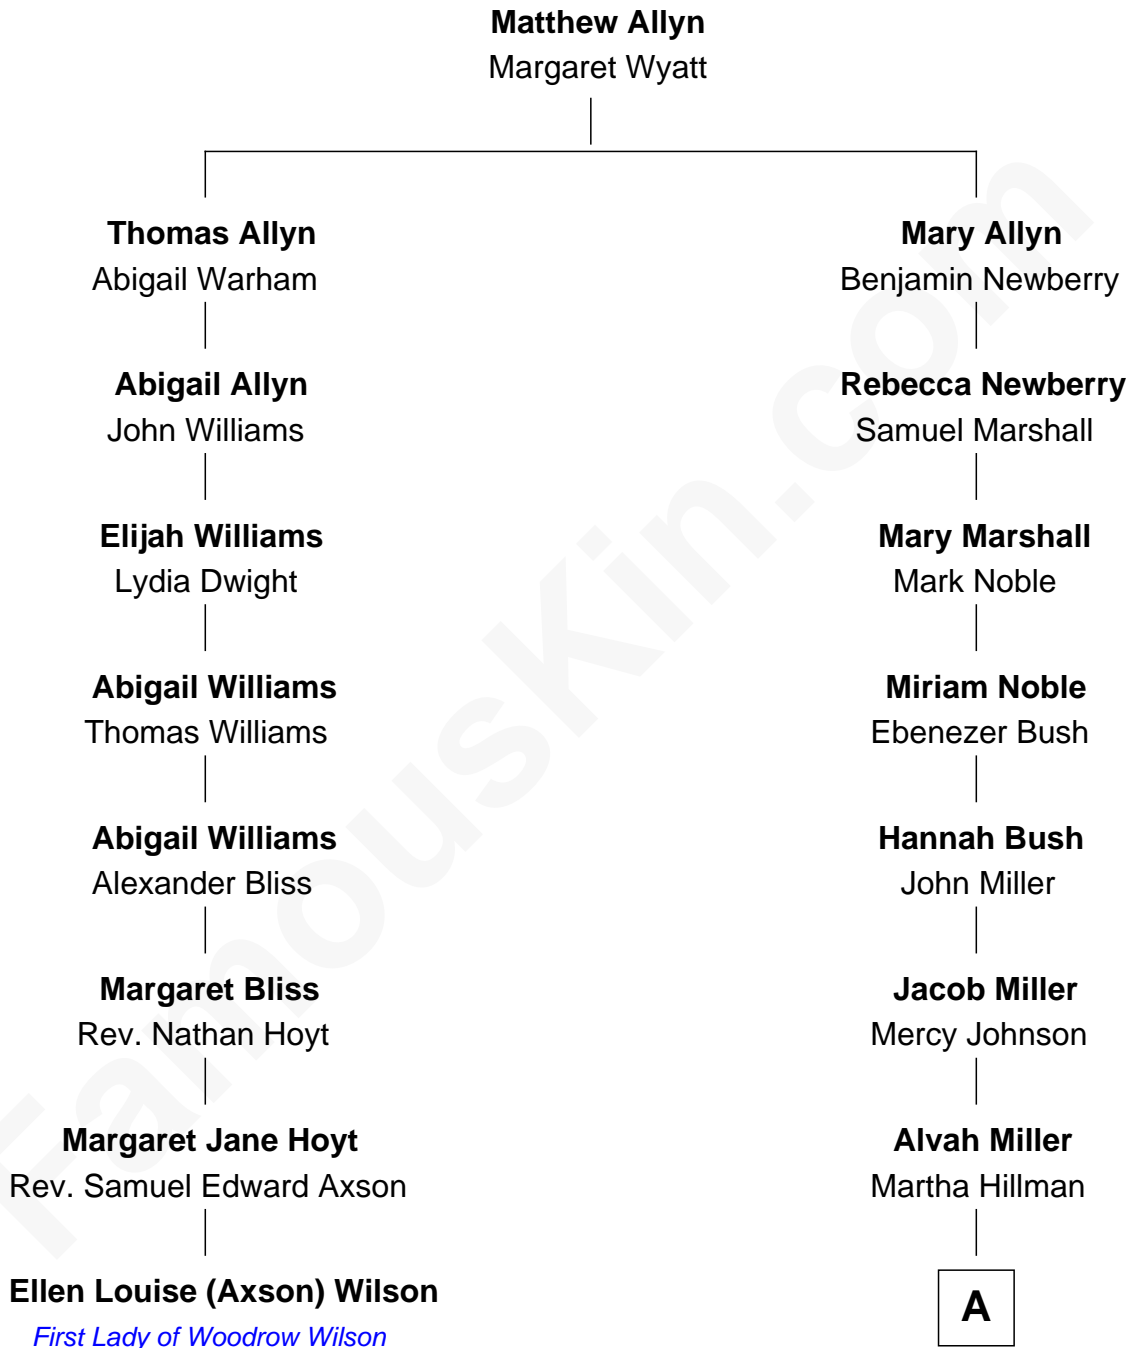 Matthew Allyn
Margaret Wyatt
Thomas Allyn
Abigail Warham
Mary Allyn
Benjamin Newberry
Abigail Allyn
John Williams
Rebecca Newberry
Samuel Marshall
Elijah Williams
Lydia Dwight
Mary Marshall
Mark Noble
Abigail Williams
Thomas Williams
Miriam Noble
Ebenezer Bush
Abigail Williams
Alexander Bliss
Hannah Bush
John Miller
Margaret Bliss
Rev. Nathan Hoyt
Jacob Miller
Mercy Johnson
Margaret Jane Hoyt
Rev. Samuel Edward Axson
Alvah Miller
Martha Hillman
Ellen Louise (Axson) Wilson
First Lady of Woodrow Wilson
A
FamousKin.com